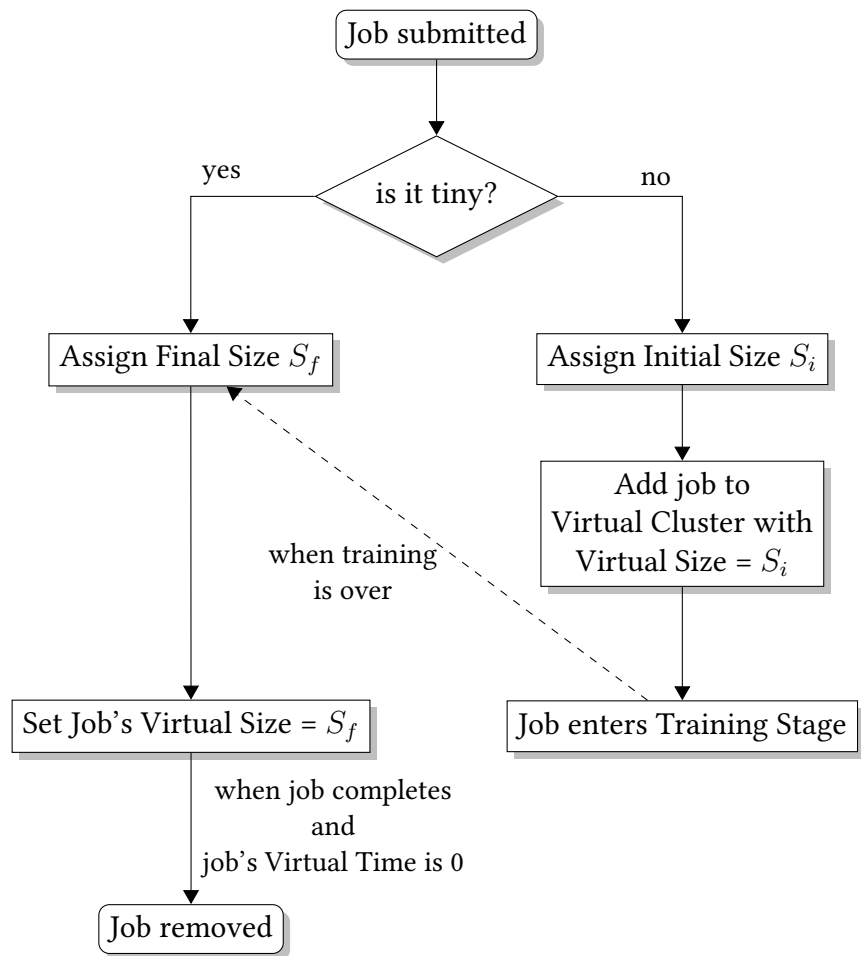 Job submitted
is it tiny?
yes
no
Assign Final Size S_f
Assign Initial Size S_i
Add job to
Virtual Cluster with
Virtual Size = S_i
when training
is over
Set Job's Virtual Size = S_f
Job enters Training Stage
when job completes
and
job's Virtual Time is 0
Job removed